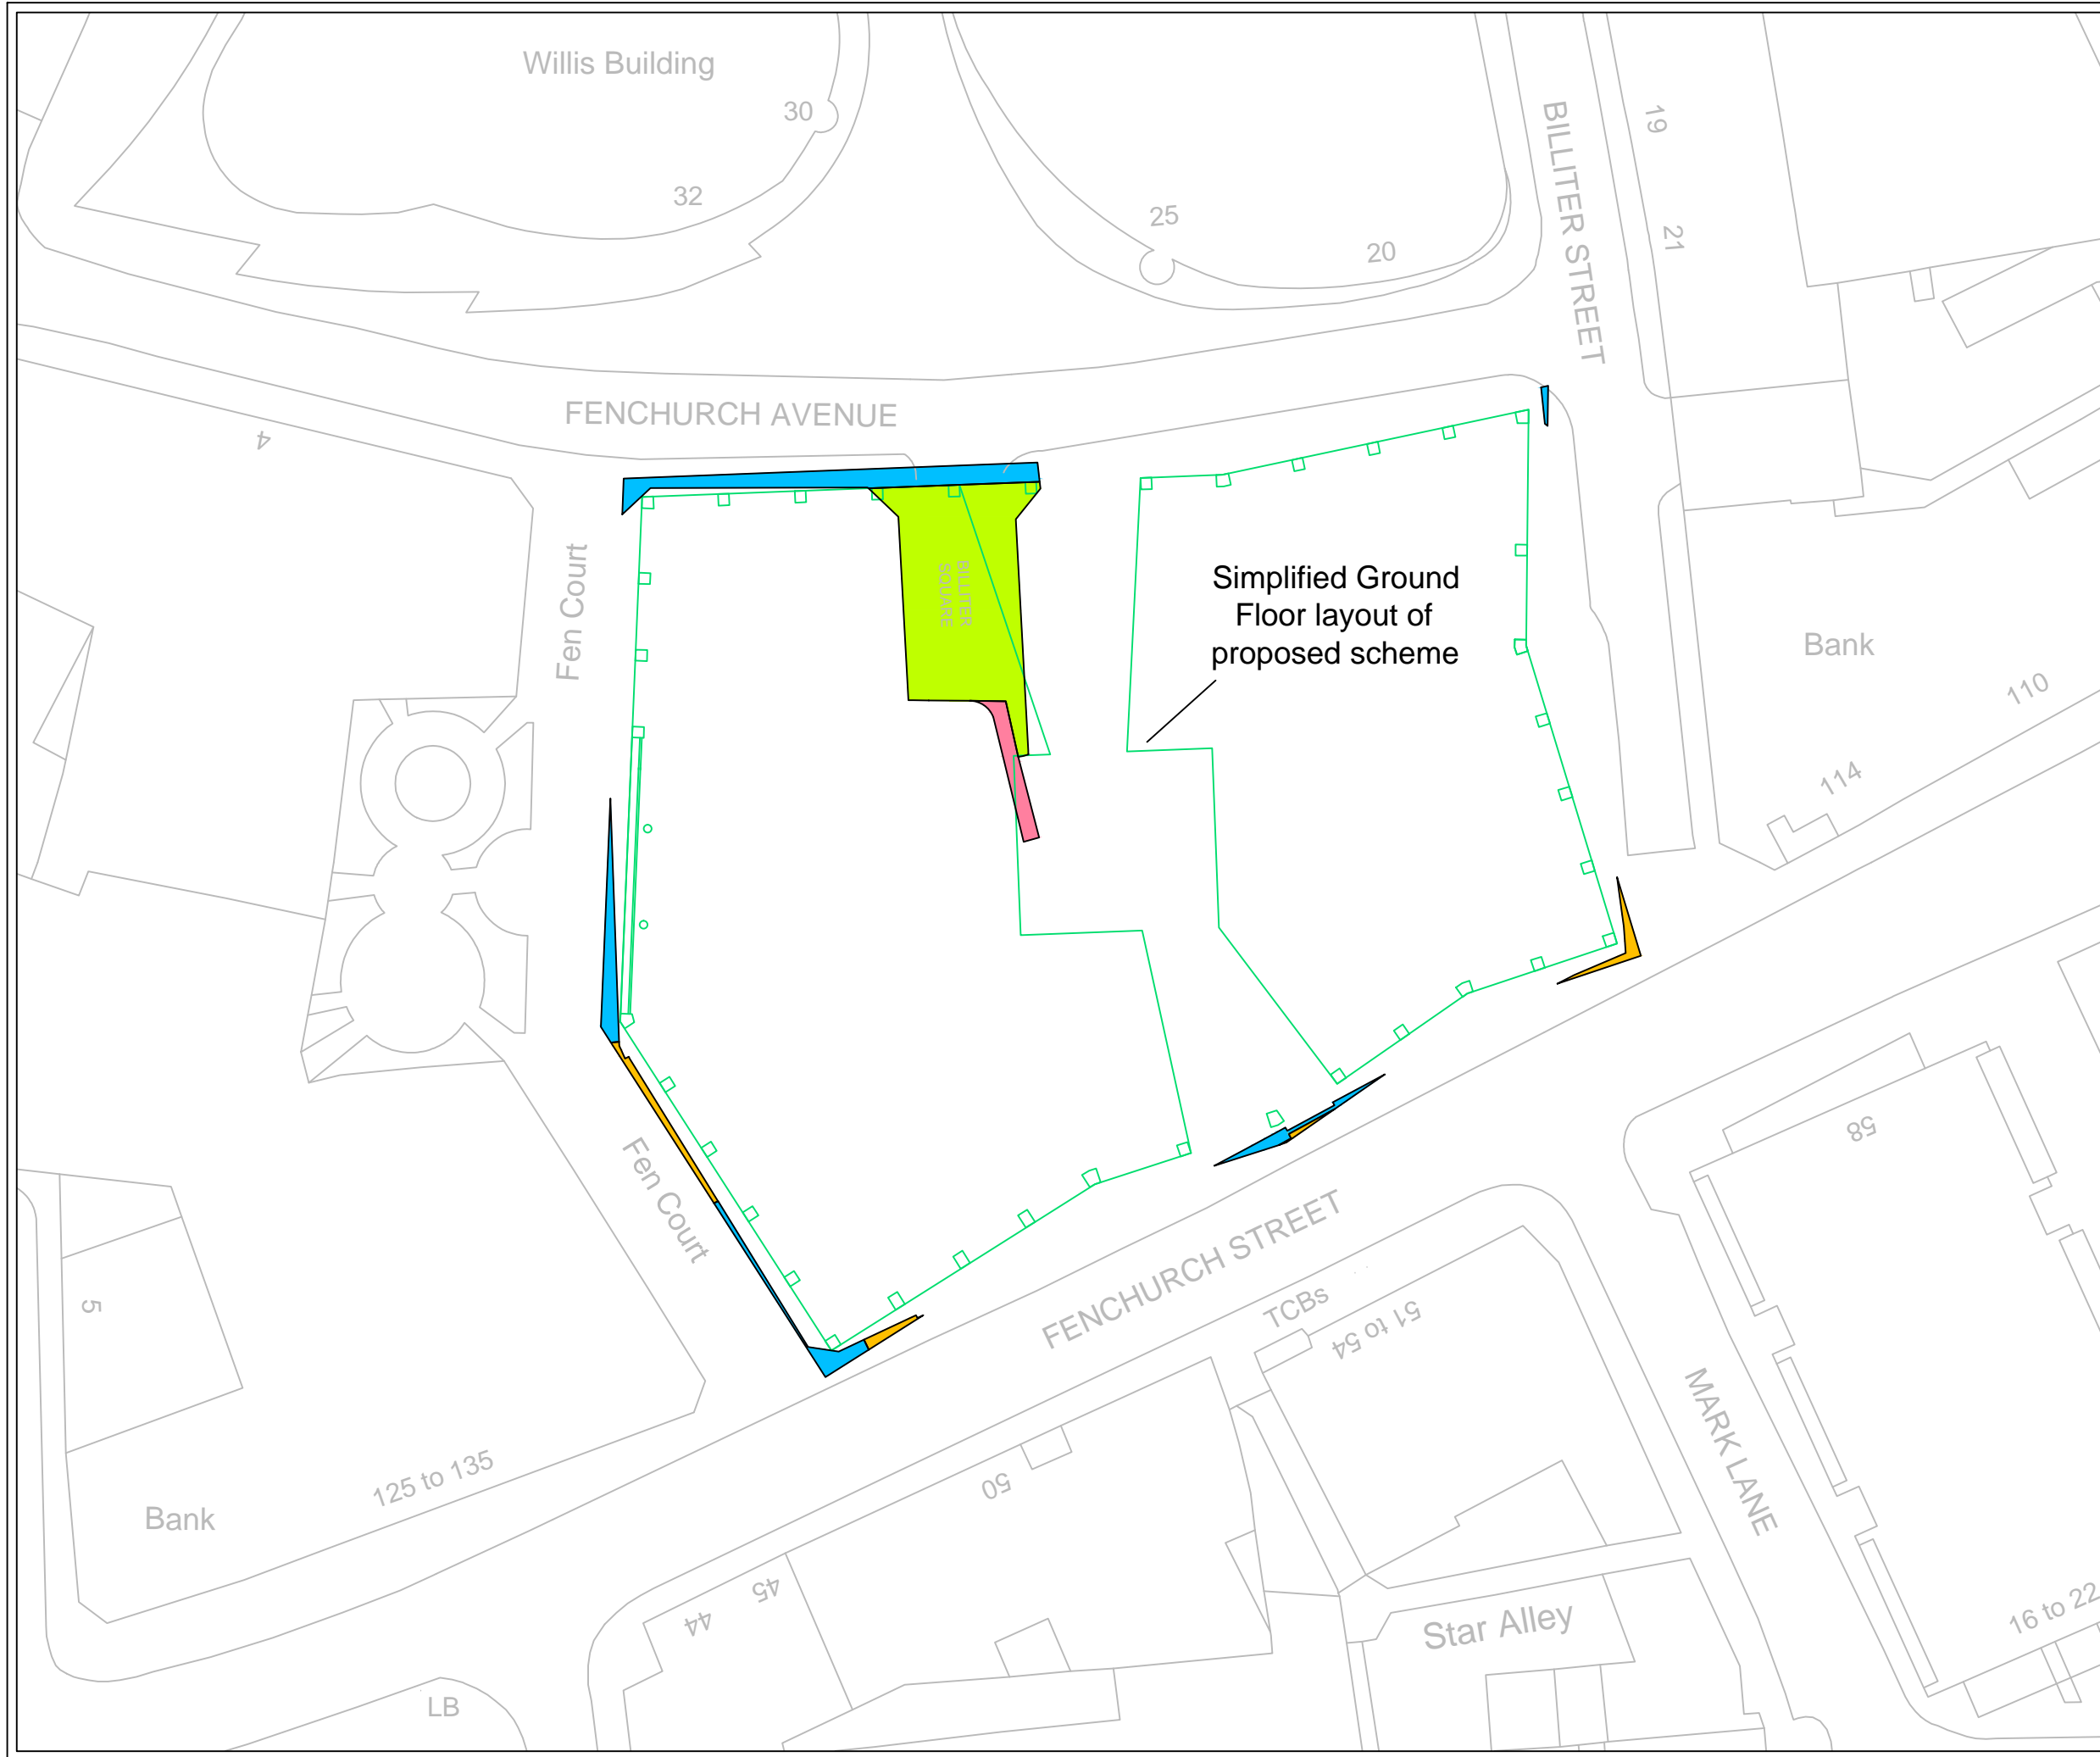 Willis Building
30
32
25
20
BILLITER STREET
19
21
FENCHURCH AVENUE
4
Fen Court
BILLITER
SQUARE
Simplified Ground
Floor layout of
proposed scheme
Bank
110
114
Fen Court
FENCHURCH STREET
TCBs
51 to 54
58
5
125 to 135
Bank
50
MARK LANE
45
44
Star Alley
16 to 22
LB